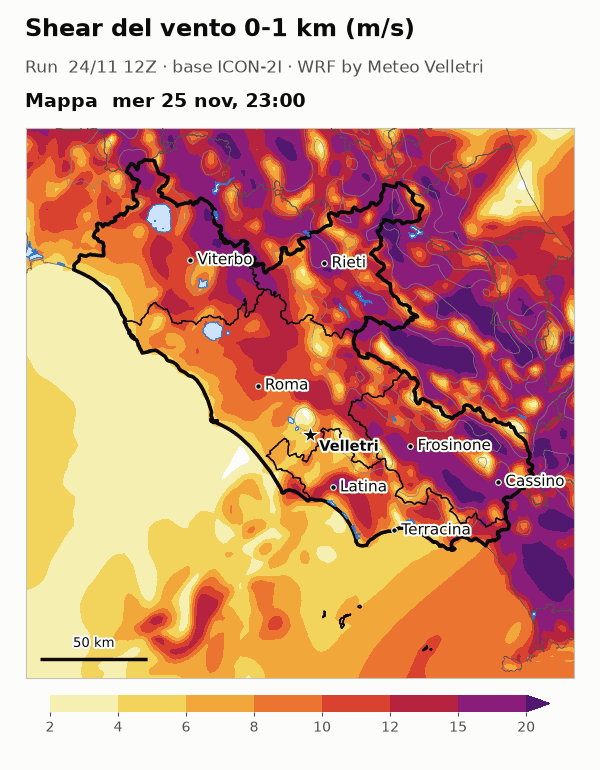 Shear del vento 0-1 km (m/s)
Run  24/11 12Z · base ICON-2I · WRF by Meteo Velletri
Mappa  mer 25 nov, 23:00
Viterbo
Rieti
Roma
Velletri
Frosinone
Latina
Cassino
Terracina
50 km
2 4 6 8 10 12 15 20